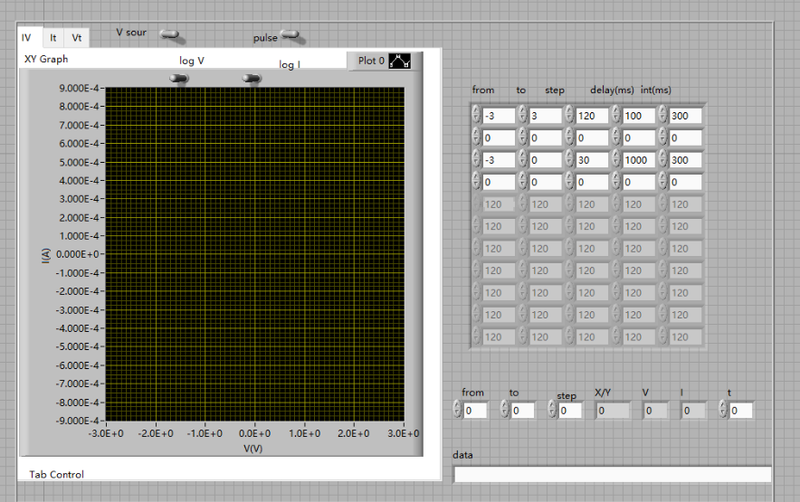 IV It Vt V sour pulse
XY Graph log V log I Plot 0
from to step delay(ms) int(ms)
-3 3 120 100 300
0 0 0 0 0
-3 0 30 1000 300
0 0 0 0 0
120 120 120 120 120
120 120 120 120 120
120 120 120 120 120
120 120 120 120 120
120 120 120 120 120
120 120 120 120 120
120 120 120 120 120
I(A)
9.000E-4
8.000E-4
7.000E-4
6.000E-4
5.000E-4
4.000E-4
3.000E-4
2.000E-4
1.000E-4
0.000E+0
-1.000E-4
-2.000E-4
-3.000E-4
-4.000E-4
-5.000E-4
-6.000E-4
-7.000E-4
-8.000E-4
-9.000E-4
-3.0E+0 -2.0E+0 -1.0E+0 0.0E+0 1.0E+0 2.0E+0 3.0E+0
V(V)
from to step X/Y V I t
0 0 0 0 0 0 0
data
Tab Control